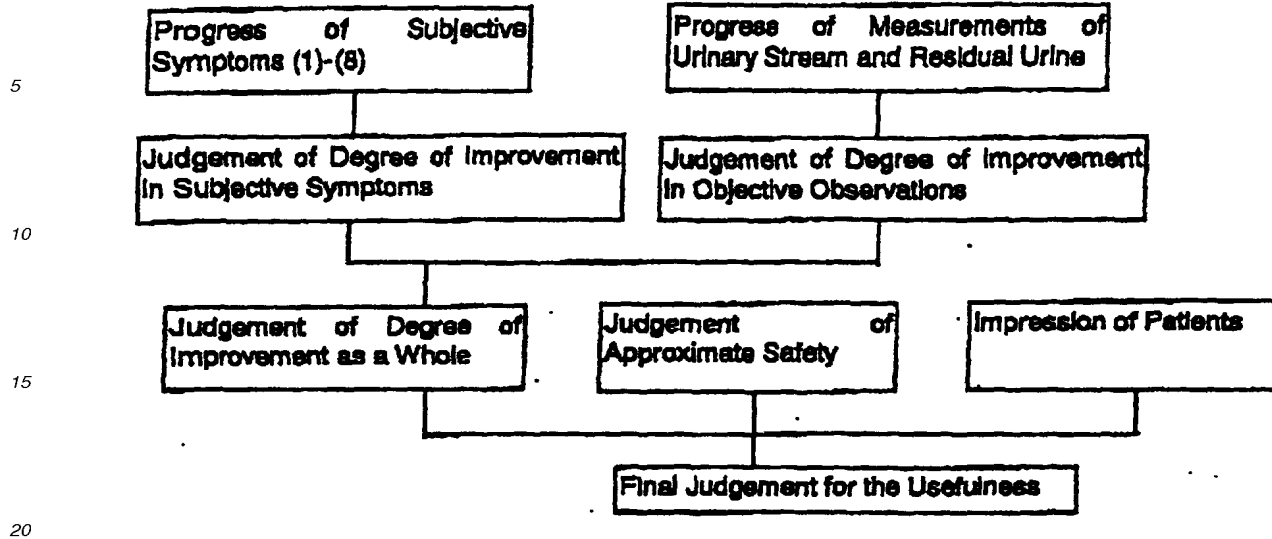 Progress of Subjective
Symptoms (1)-(8)
Progress of Measurements of
Urinary Stream and Residual Urine
5
Judgement of Degree of Improvement
in Subjective Symptoms
Judgement of Degree of Improvement
in Objective Observations
10
Judgement of Degree of
Improvement as a Whole
Judgement of
Approximate Safety
Impression of Patients
15
Final Judgement for the Usefulness
20